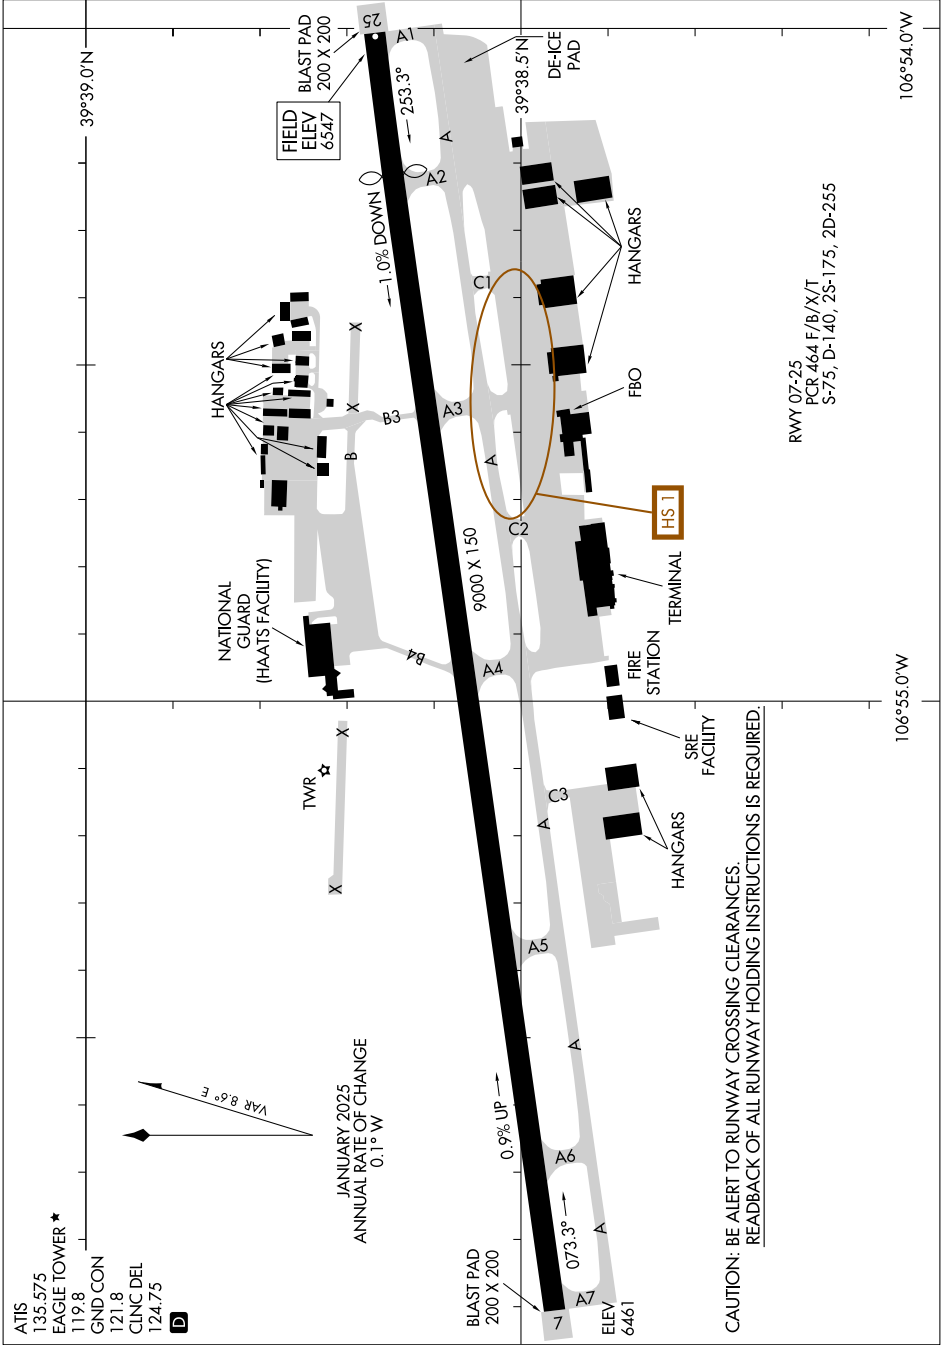 ATIS
135.575
EAGLE TOWER ★
119.8
GND CON
121.8
CLNC DEL
124.75
D
VAR 8.6° E
JANUARY 2025
ANNUAL RATE OF CHANGE
0.1° W
39°39.0'N
39°38.5'N
106°55.0'W
106°54.0'W
BLAST PAD
200 X 200
7
A7
ELEV
6461
073.3°
0.9% UP
A6
A
A
A5
A
C3
HANGARS
SRE
FACILITY
FIRE
STATION
TERMINAL
TWR
X
X
NATIONAL
GUARD
(HAATS FACILITY)
B4
A4
9000 X 150
C2
HS 1
HANGARS
B
X
X
B3
A3
A
C1
FBO
HANGARS
1.0% DOWN
A2
A
253.3°
A1
FIELD
ELEV
6547
BLAST PAD
200 X 200
25
DE-ICE
PAD
RWY 07-25
PCR 464 F/B/X/T
S-75, D-140, 2S-175, 2D-255
CAUTION: BE ALERT TO RUNWAY CROSSING CLEARANCES.
READBACK OF ALL RUNWAY HOLDING INSTRUCTIONS IS REQUIRED.